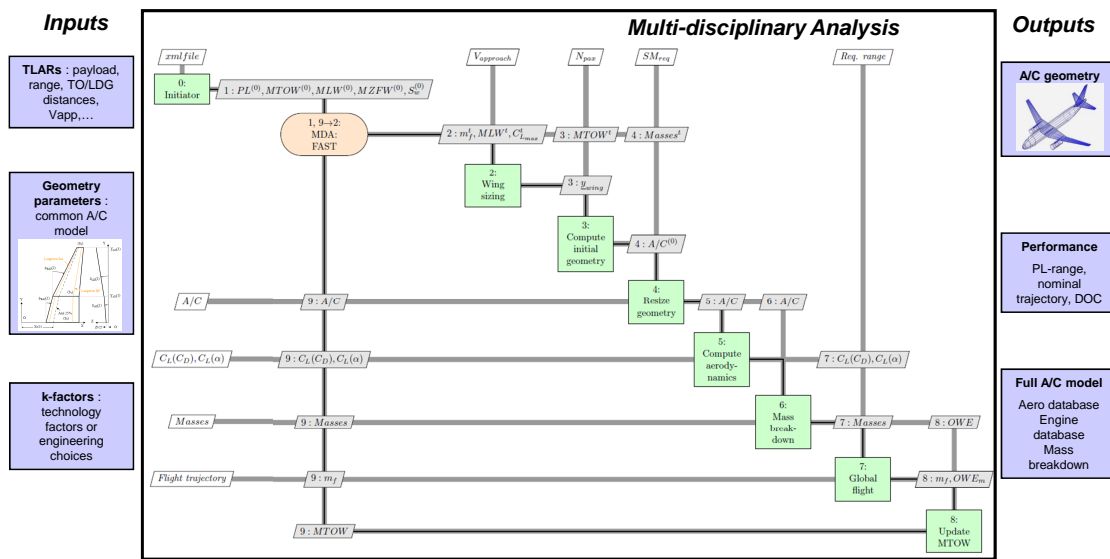 Inputs
Multi-disciplinary Analysis
Outputs
TLARs : payload,
range, TO/LDG
distances,
Vapp,…
Geometry
parameters :
common A/C
model
k-factors :
technology
factors or
engineering
choices
xmlfile
V_approach
N_pax
SM_req
Req. range
0:
Initiator
1 : PL^(0), MTOW^(0), MLW^(0), MZFW^(0), S_w^(0)
1, 9→2:
MDA:
FAST
2 : m_f^t, MLW^t, C_{L_max}^t
3 : MTOW^t
4 : Masses^t
2:
Wing
sizing
3 : y_wing
3:
Compute
initial
geometry
4 : A/C^(0)
A/C
9 : A/C
4:
Resize
geometry
5 : A/C
6 : A/C
C_L(C_D), C_L(α)
9 : C_L(C_D), C_L(α)
5:
Compute
aerody-
namics
7 : C_L(C_D), C_L(α)
Masses
9 : Masses
6:
Mass
break-
down
7 : Masses
8 : OWE
Flight trajectory
9 : m_f
7:
Global
flight
8 : m_f, OWE_m
9 : MTOW
8:
Update
MTOW
A/C geometry
Performance
PL-range,
nominal
trajectory, DOC
Full A/C model
Aero database
Engine
database
Mass
breakdown